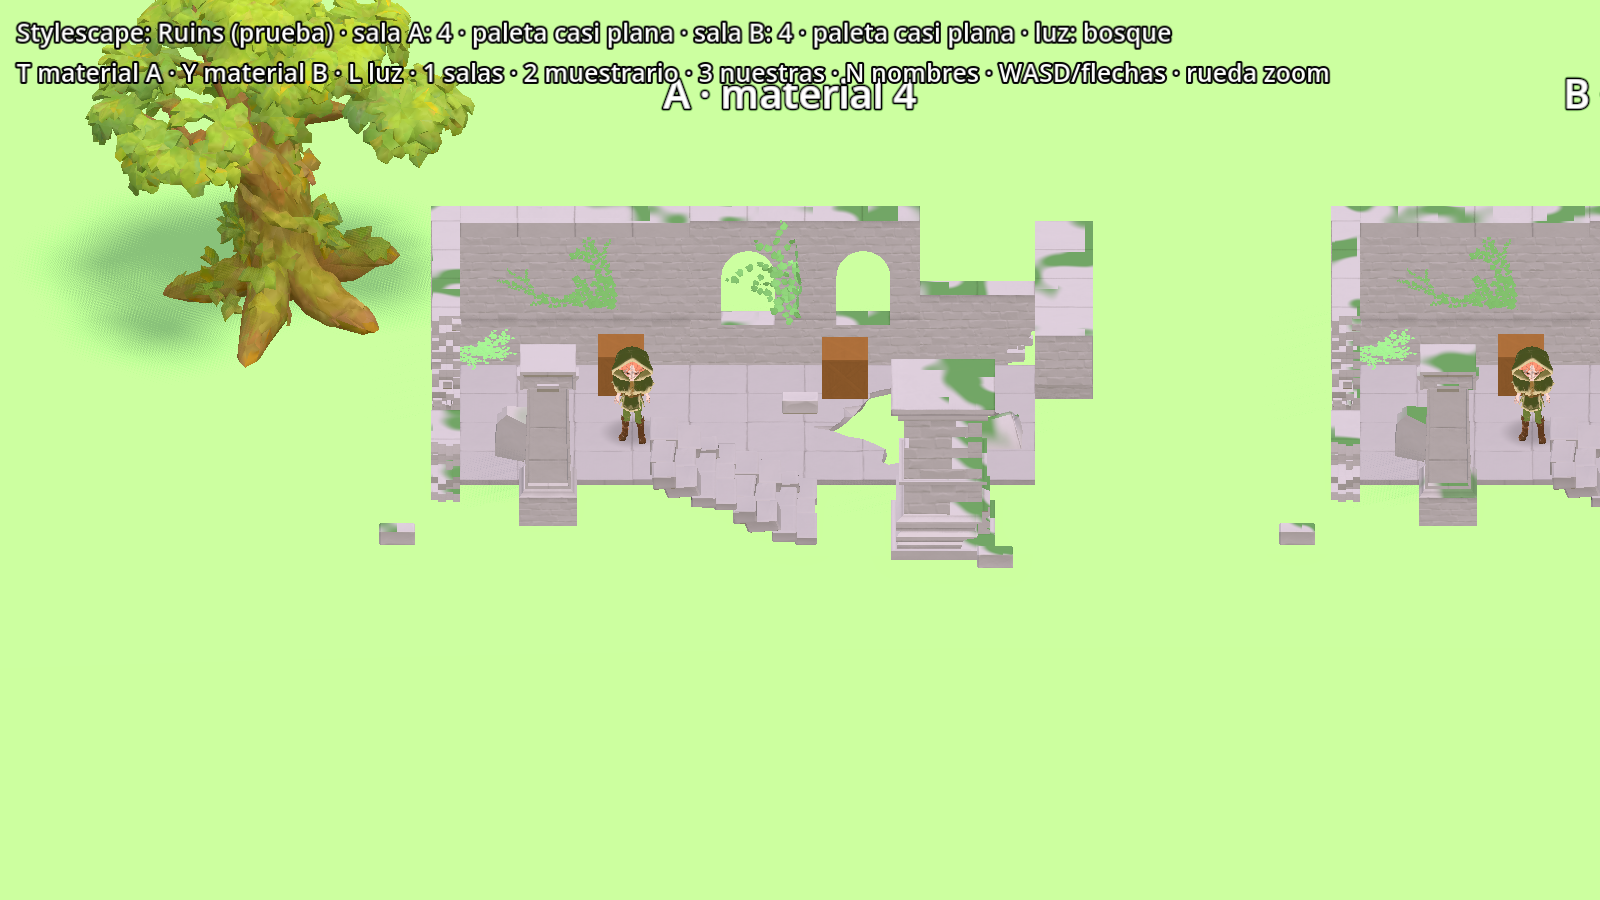 Stylescape: Ruins (prueba) · sala A: 4 · paleta casi plana · sala B: 4 · paleta casi plana · luz: bosque
T material A · Y material B · L luz · 1 salas · 2 muestrario · 3 nuestras · N nombres · WASD/flechas · rueda zoom
A · material 4
B